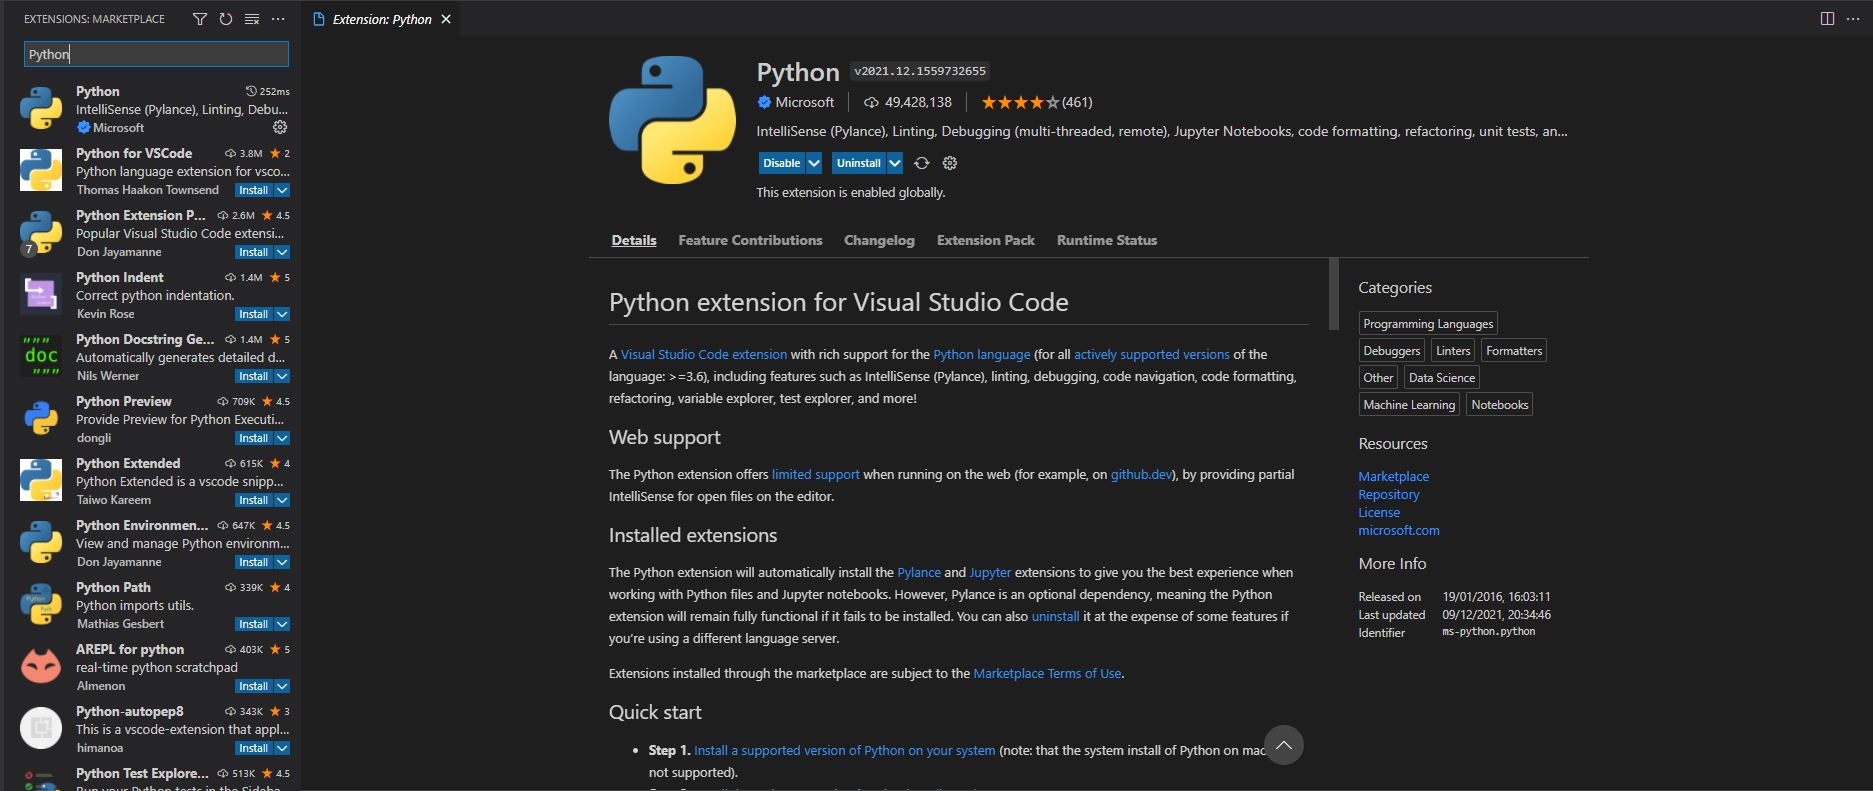 EXTENSIONS: MARKETPLACE
Python
Python 252ms
IntelliSense (Pylance), Linting, Debu...
Microsoft
Python for VSCode 3.8M 2
Python language extension for vsco...
Thomas Haakon Townsend Install
Python Extension P... 2.6M 4.5
Popular Visual Studio Code extensi...
7
Don Jayamanne Install
Python Indent 1.4M 5
Correct python indentation.
Kevin Rose Install
Python Docstring Ge... 1.4M 5
"""
doc
"""
Automatically generates detailed d...
Nils Werner Install
Python Preview 709K 4.5
Provide Preview for Python Executi...
dongli Install
Python Extended 615K 4
Python Extended is a vscode snipp...
Taiwo Kareem Install
Python Environmen... 647K 4.5
View and manage Python environm...
Don Jayamanne Install
Python Path 339K 4
Python imports utils.
Mathias Gesbert Install
AREPL for python 403K 5
real-time python scratchpad
Almenon Install
Python-autopep8 343K 3
This is a vscode-extension that appl...
himanoa Install
Python Test Explore... 513K 4.5
Run your Python tests in the Sideba...
Extension: Python
Python v2021.12.1559732655
Microsoft 49,428,138 (461)
IntelliSense (Pylance), Linting, Debugging (multi-threaded, remote), Jupyter Notebooks, code formatting, refactoring, unit tests, an...
Disable Uninstall
This extension is enabled globally.
Details Feature Contributions Changelog Extension Pack Runtime Status
Python extension for Visual Studio Code
A Visual Studio Code extension with rich support for the Python language (for all actively supported versions of the
language: >=3.6), including features such as IntelliSense (Pylance), linting, debugging, code navigation, code formatting,
refactoring, variable explorer, test explorer, and more!
Web support
The Python extension offers limited support when running on the web (for example, on github.dev), by providing partial
IntelliSense for open files on the editor.
Installed extensions
The Python extension will automatically install the Pylance and Jupyter extensions to give you the best experience when
working with Python files and Jupyter notebooks. However, Pylance is an optional dependency, meaning the Python
extension will remain fully functional if it fails to be installed. You can also uninstall it at the expense of some features if
you're using a different language server.
Extensions installed through the marketplace are subject to the Marketplace Terms of Use.
Quick start
• Step 1. Install a supported version of Python on your system (note: that the system install of Python on mac
not supported).
Categories
Programming Languages
Debuggers Linters Formatters
Other Data Science
Machine Learning Notebooks
Resources
Marketplace
Repository
License
microsoft.com
More Info
Released on 19/01/2016, 16:03:11
Last updated 09/12/2021, 20:34:46
Identifier ms-python.python